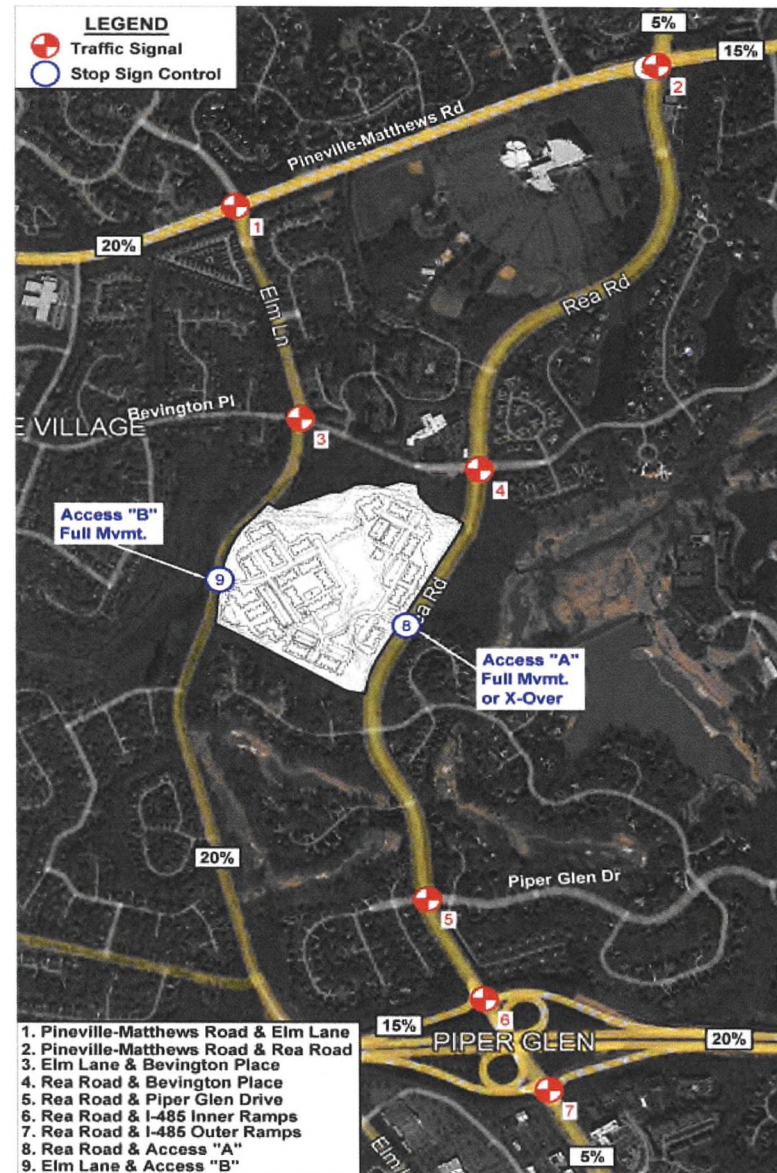 LEGEND
Traffic Signal
Stop Sign Control
5%
15%
2
Pineville-Matthews Rd
1
20%
Elm Ln
Rea Rd
Bevington Pl
E VILLAGE
3
4
Access "B"
Full Mvmt.
9
8
ea Rd
Access "A"
Full Mvmt.
or X-Over
20%
Piper Glen Dr
5
6
15%
PIPER GLEN
20%
7
5%
Elm
1. Pineville-Matthews Road & Elm Lane
2. Pineville-Matthews Road & Rea Road
3. Elm Lane & Bevington Place
4. Rea Road & Bevington Place
5. Rea Road & Piper Glen Drive
6. Rea Road & I-485 Inner Ramps
7. Rea Road & I-485 Outer Ramps
8. Rea Road & Access "A"
9. Elm Lane & Access "B"